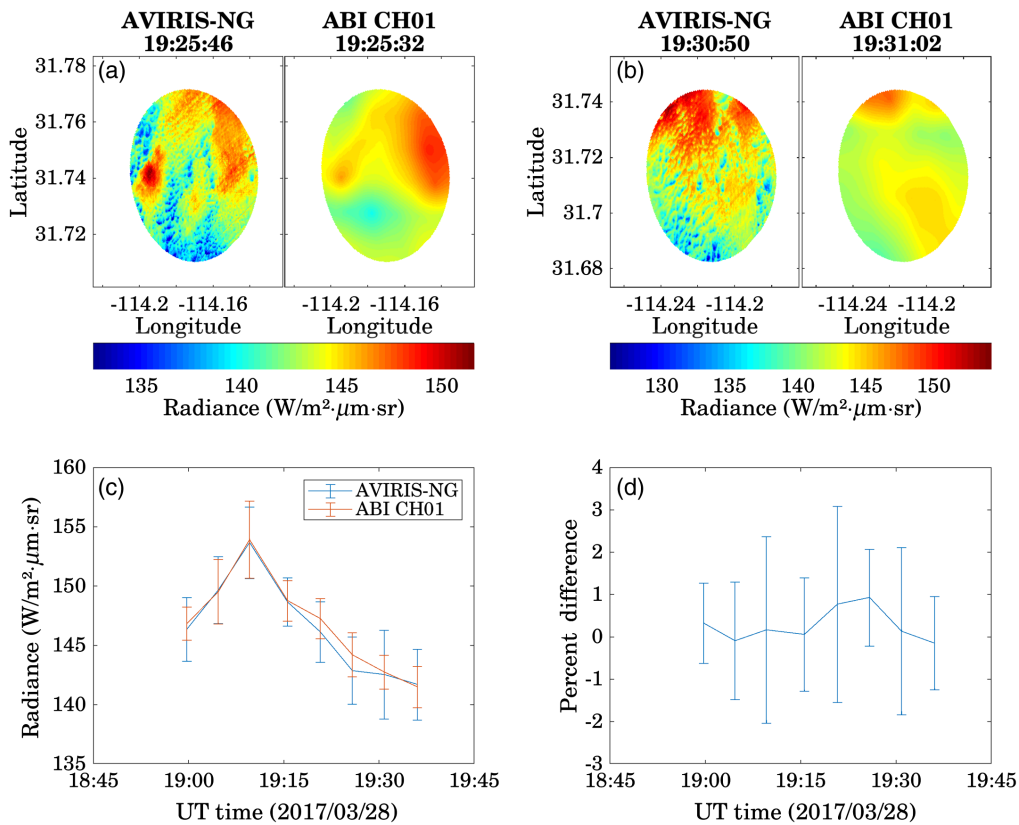 AVIRIS-NG
19:25:46
ABI CH01
19:25:32
(a)
31.78
31.76
31.74
31.72
Latitude
-114.2 -114.16
Longitude
-114.2 -114.16
Longitude
135 140 145 150
Radiance (W/m²·μm·sr)
AVIRIS-NG
19:30:50
ABI CH01
19:31:02
(b)
31.74
31.72
31.7
31.68
Latitude
-114.24 -114.2
Longitude
-114.24 -114.2
Longitude
130 135 140 145 150
Radiance (W/m²·μm·sr)
(c)
AVIRIS-NG
ABI CH01
160
155
150
145
140
135
Radiance (W/m²·μm·sr)
18:45 19:00 19:15 19:30 19:45
UT time (2017/03/28)
(d)
4
3
2
1
0
-1
-2
-3
Percent difference
18:45 19:00 19:15 19:30 19:45
UT time (2017/03/28)